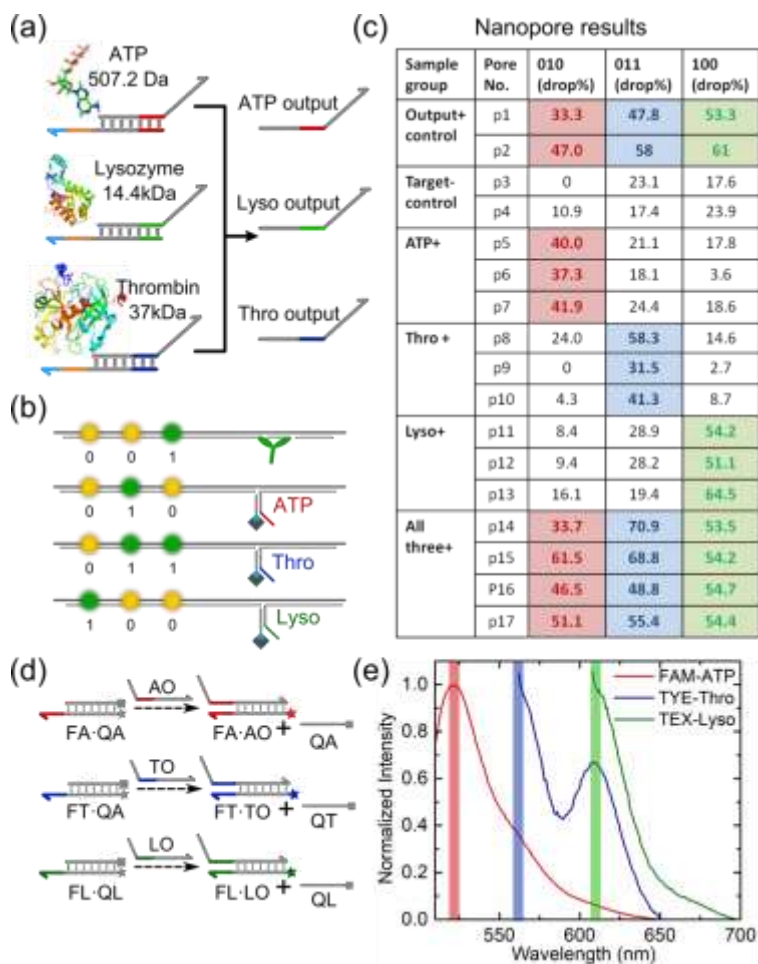 (a)
ATP
507.2 Da
ATP output
Lysozyme
14.4kDa
Lyso output
Thrombin
37kDa
Thro output
(b)
0 0 1
0 1 0
ATP
0 1 1
Thro
1 0 0
Lyso
(c)
Nanopore results
Sample group Pore No. 010 (drop%) 011 (drop%) 100 (drop%)
Output+ control p1 33.3 47.8 53.3
p2 47.0 58 61
Target- control p3 0 23.1 17.6
p4 10.9 17.4 23.9
ATP+ p5 40.0 21.1 17.8
p6 37.3 18.1 3.6
p7 41.9 24.4 18.6
Thro + p8 24.0 58.3 14.6
p9 0 31.5 2.7
p10 4.3 41.3 8.7
Lyso+ p11 8.4 28.9 54.2
p12 9.4 28.2 51.1
p13 16.1 19.4 64.5
All three+ p14 33.7 70.9 53.5
p15 61.5 68.8 54.2
P16 46.5 48.8 54.7
p17 51.1 55.4 54.4
(d)
AO
FA·QA FA·AO + QA
TO
FT·QA FT·TO + QT
LO
FL·QL FL·LO + QL
(e)
FAM-ATP
TYE-Thro
TEX-Lyso
Normalized Intensity
1.0
0.8
0.6
0.4
0.2
0.0
550 600 650 700
Wavelength (nm)